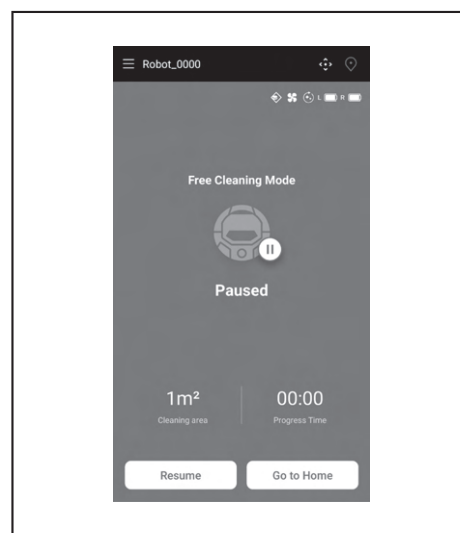 Robot_0000
L R
Free Cleaning Mode
Paused
1m² 00:00
Cleaning area Progress Time
Resume Go to Home